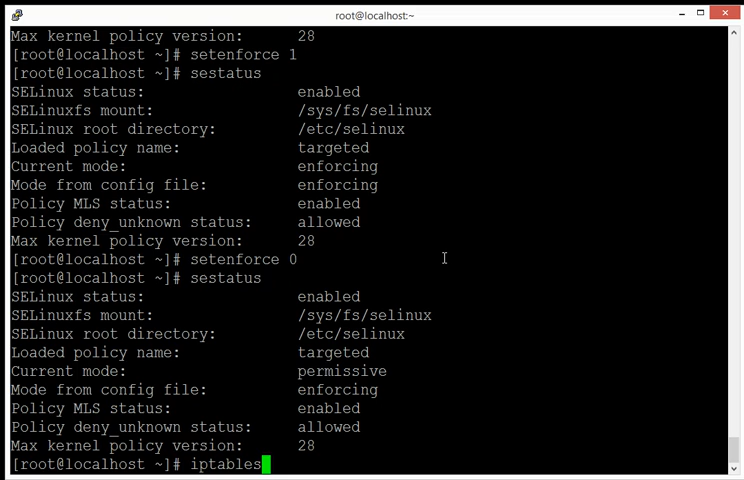 root@localhost:~
Max kernel policy version:      28
[root@localhost ~]# setenforce 1
[root@localhost ~]# sestatus
SELinux status:                 enabled
SELinuxfs mount:                /sys/fs/selinux
SELinux root directory:         /etc/selinux
Loaded policy name:             targeted
Current mode:                   enforcing
Mode from config file:          enforcing
Policy MLS status:              enabled
Policy deny_unknown status:     allowed
Max kernel policy version:      28
[root@localhost ~]# setenforce 0
[root@localhost ~]# sestatus
SELinux status:                 enabled
SELinuxfs mount:                /sys/fs/selinux
SELinux root directory:         /etc/selinux
Loaded policy name:             targeted
Current mode:                   permissive
Mode from config file:          enforcing
Policy MLS status:              enabled
Policy deny_unknown status:     allowed
Max kernel policy version:      28
[root@localhost ~]# iptables